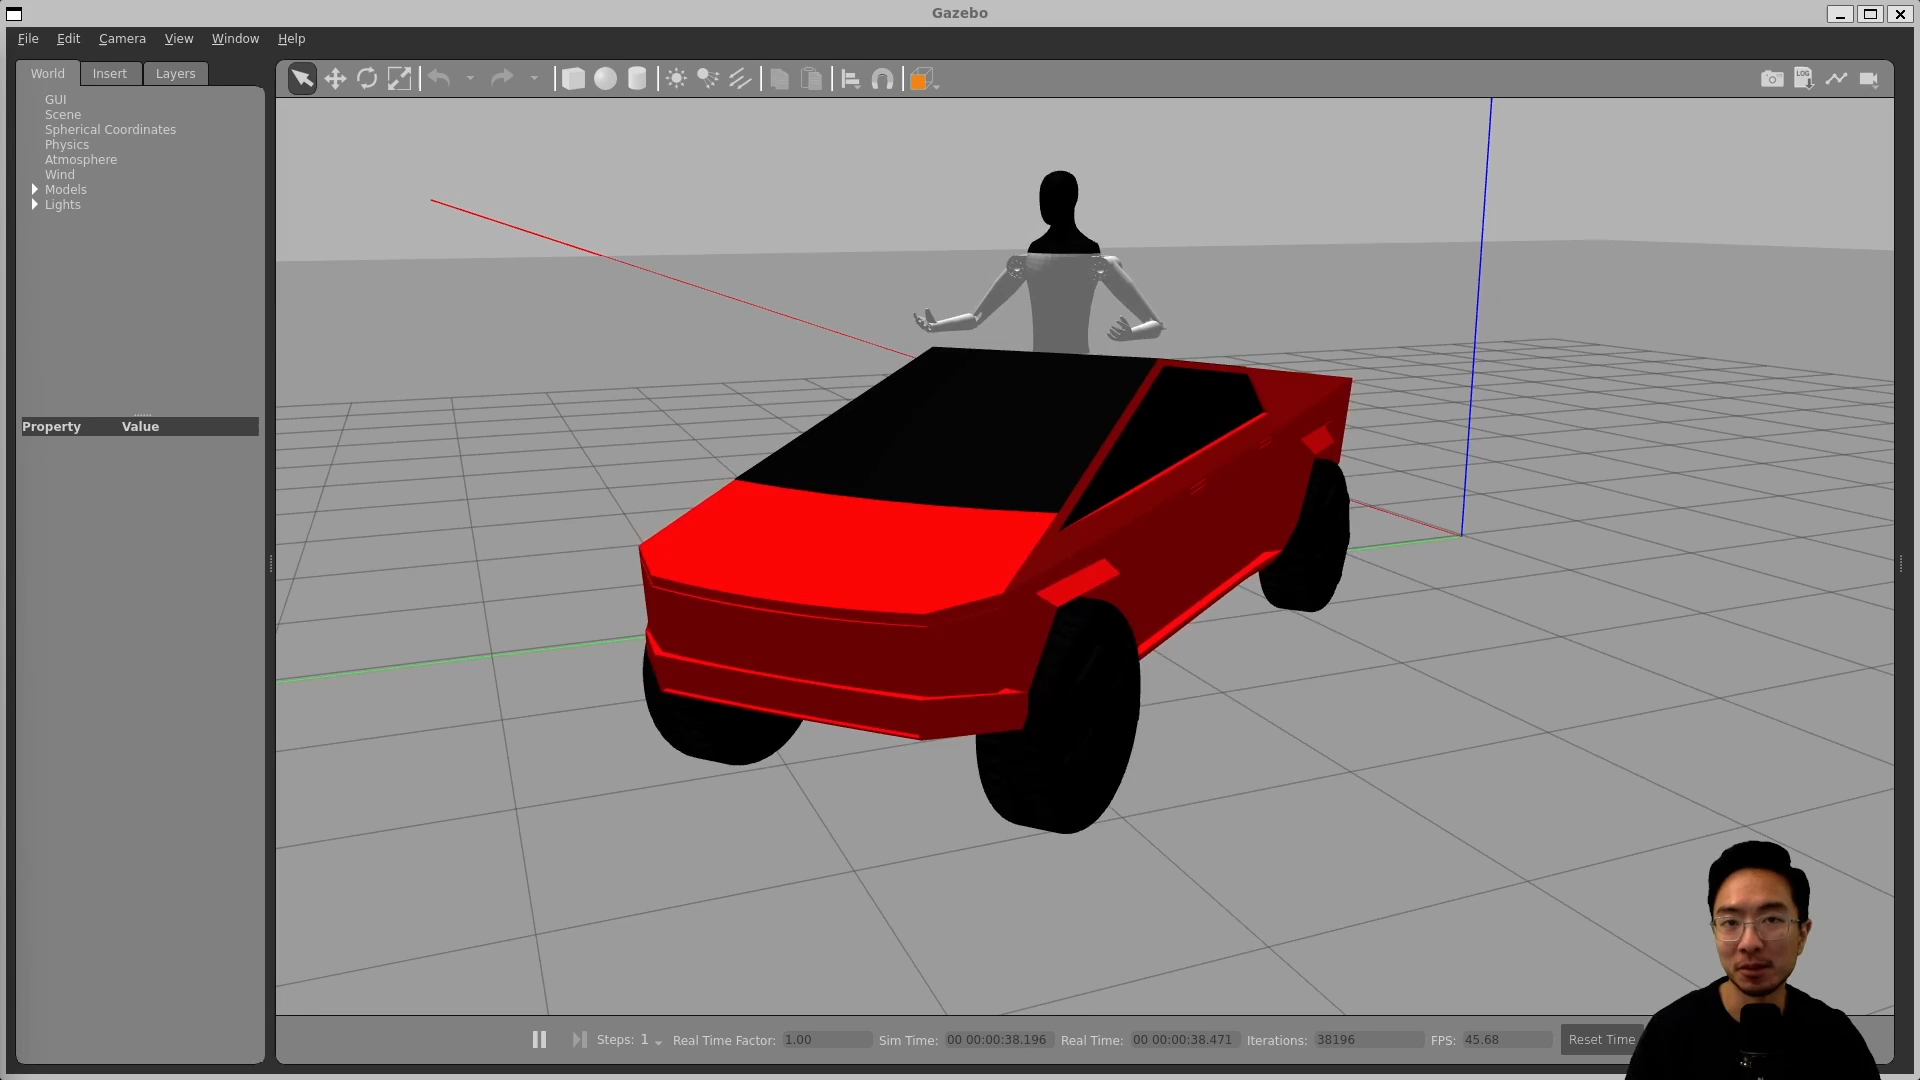 Gazebo
File Edit Camera View Window Help
World Insert Layers
LOG
GUI
Scene
Spherical Coordinates
Physics
Atmosphere
Wind
Models
Lights
Property Value
Steps: 1 Real Time Factor: 1.00 Sim Time: 00 00:00:38.196 Real Time: 00 00:00:38.471 Iterations: 38196 FPS: 45.68 Reset Time